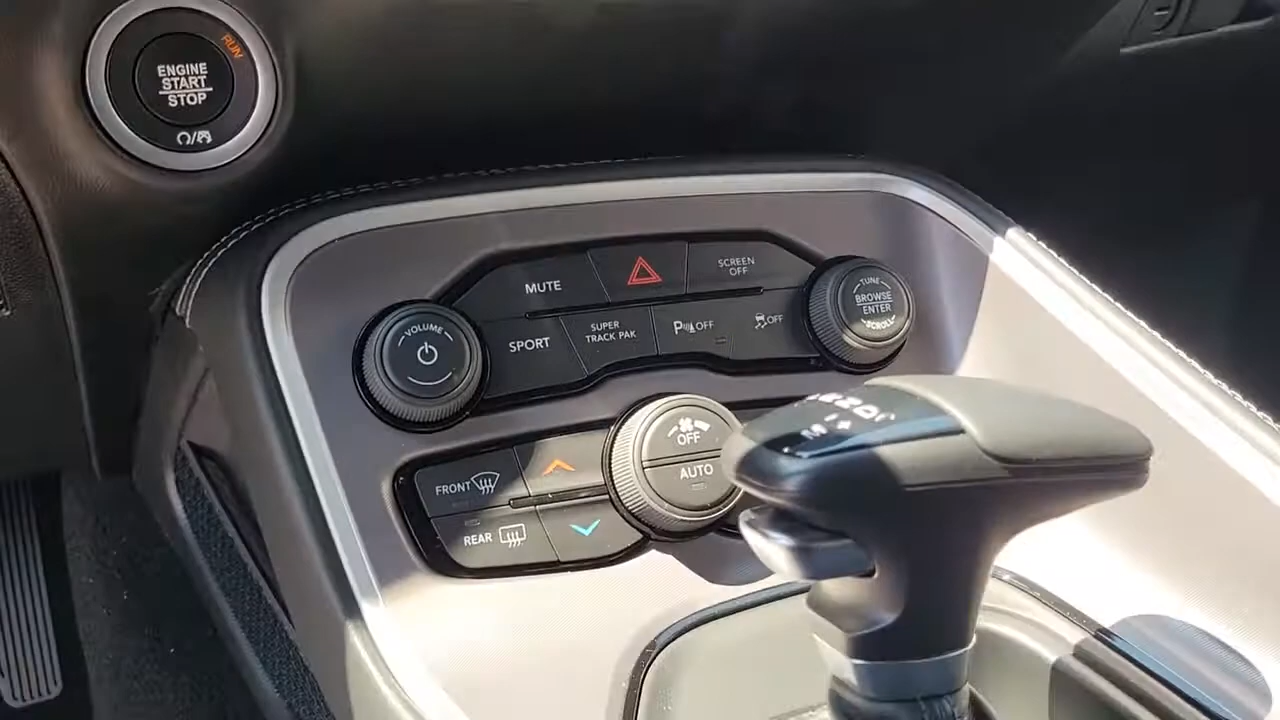 RUN
ENGINE
START
STOP
MUTE
SCREEN
OFF
VOLUME
SPORT
SUPER
TRACK PAK
P OFF
OFF
TUNE
BROWSE
ENTER
SCROLL
OFF
AUTO
FRONT
REAR